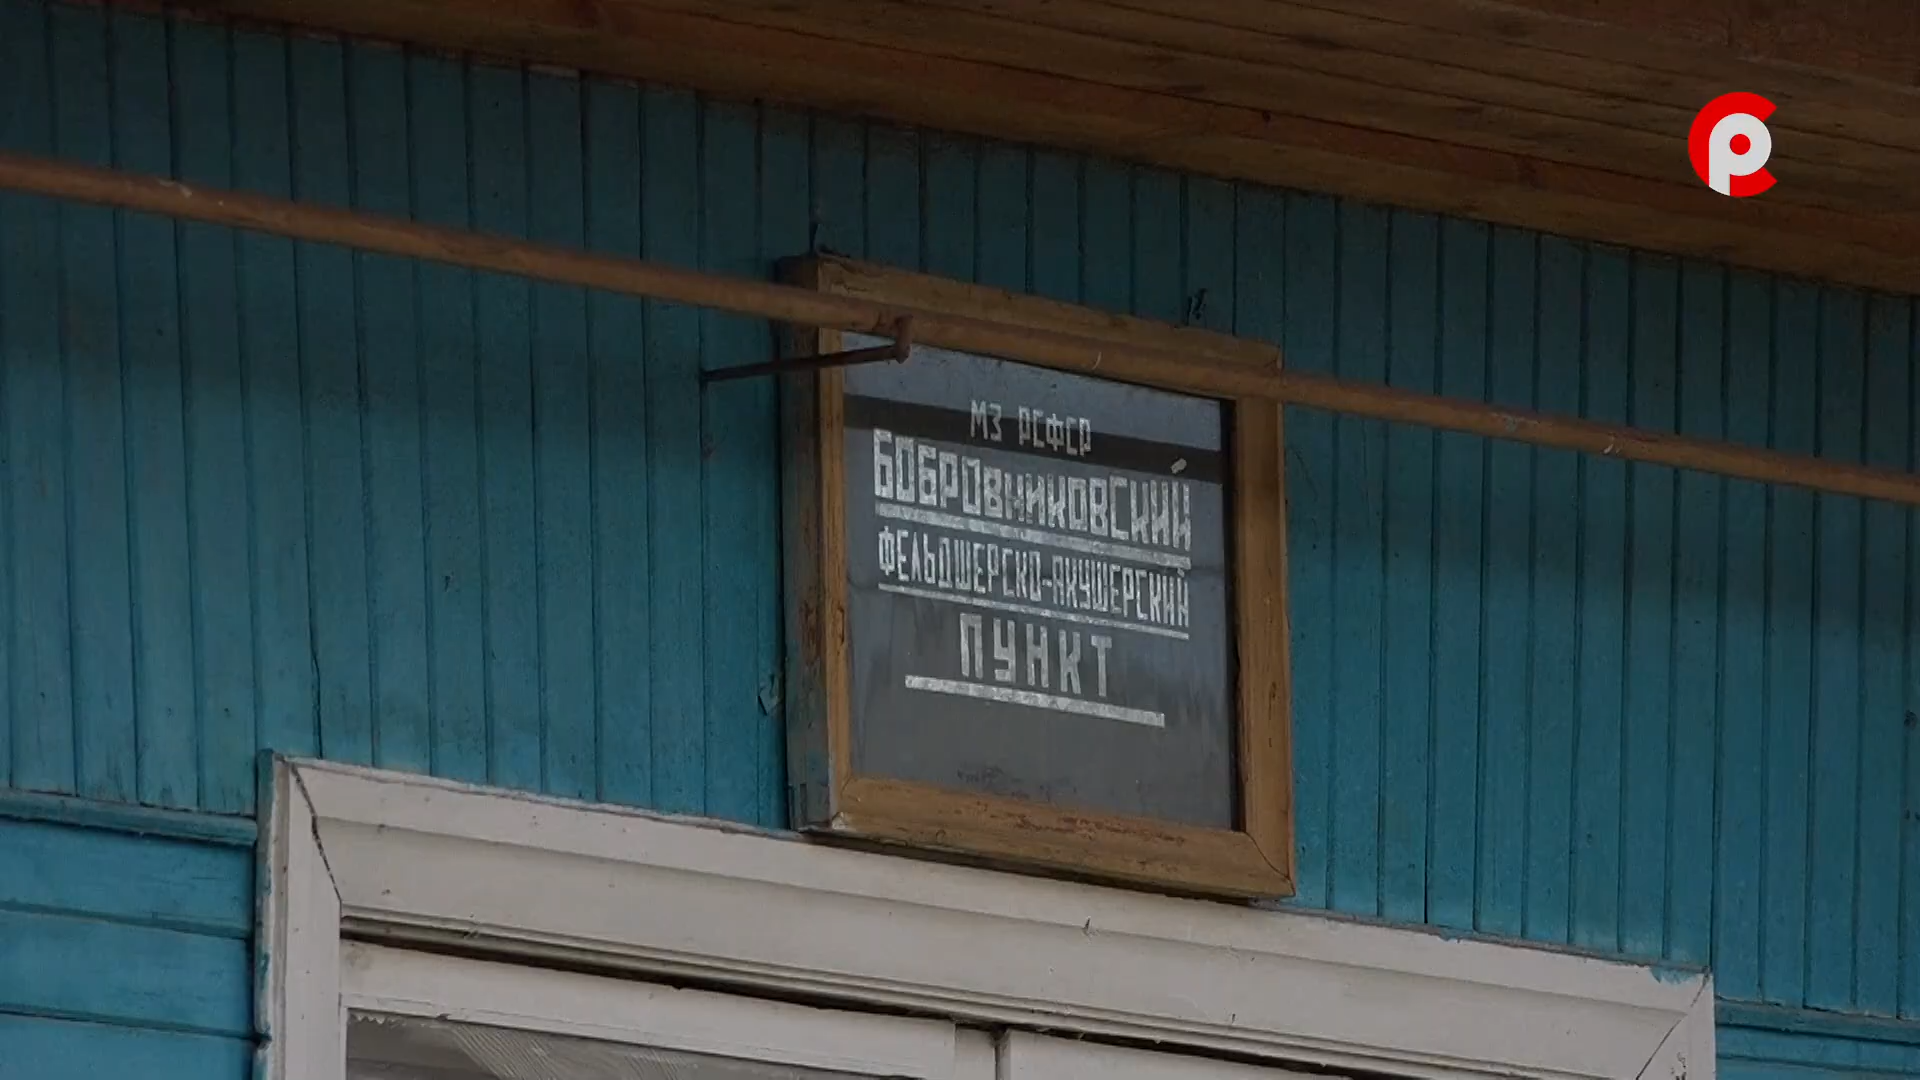 МЗ РСФСР
БОБРОВНИКОВСКИЙ
ФЕЛЬДШЕРСКО-АКУШЕРСКИЙ
ПУНКТ